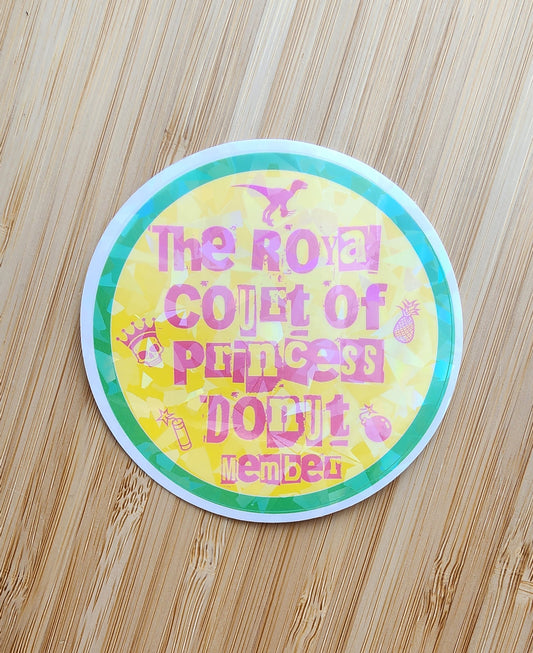 The Royal
Court of
Princess
Donut
Member